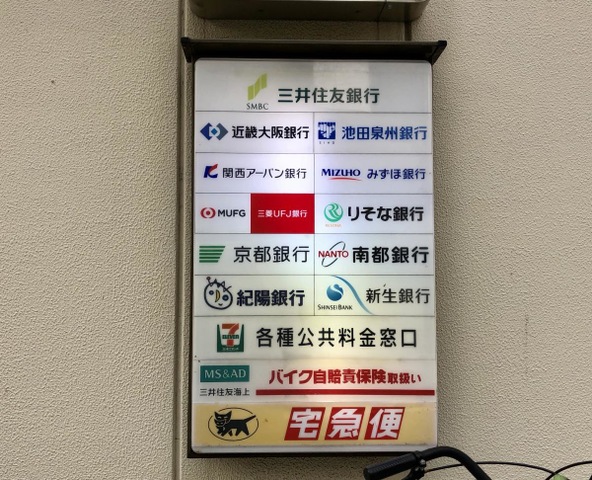 SMBC 三井住友銀行
近畿大阪銀行 池田泉州銀行
関西アーバン銀行 MIZUHO みずほ銀行
MUFG 三菱UFJ銀行 りそな銀行
京都銀行 NANTO 南都銀行
紀陽銀行 SHINSEI BANK 新生銀行
7 ELEVEN 各種公共料金窓口
MS&AD 三井住友海上 バイク自賠責保険取扱い
宅急便